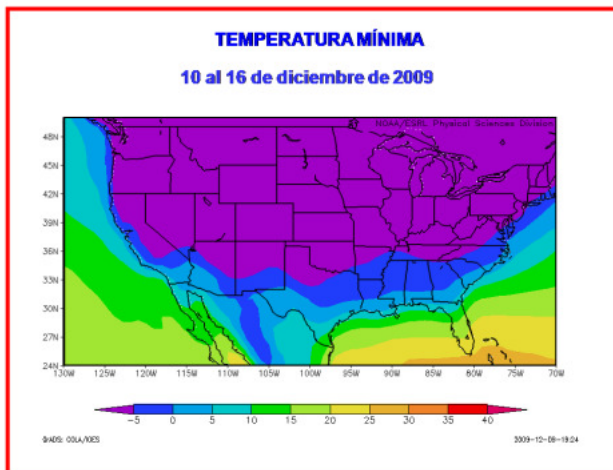 TEMPERATURA MÍNIMA
10 al 16 de diciembre de 2009
NOAA/ESRL Physical Sciences Division
48N
45N
42N
39N
36N
33N
30N
27N
24N
130W 125W 120W 115W 110W 105W 100W 95W 90W 85W 80W 75W 70W
-5 0 5 10 15 20 25 30 35 40
GrADS: COLA/IGES 2009-12-09-19:24